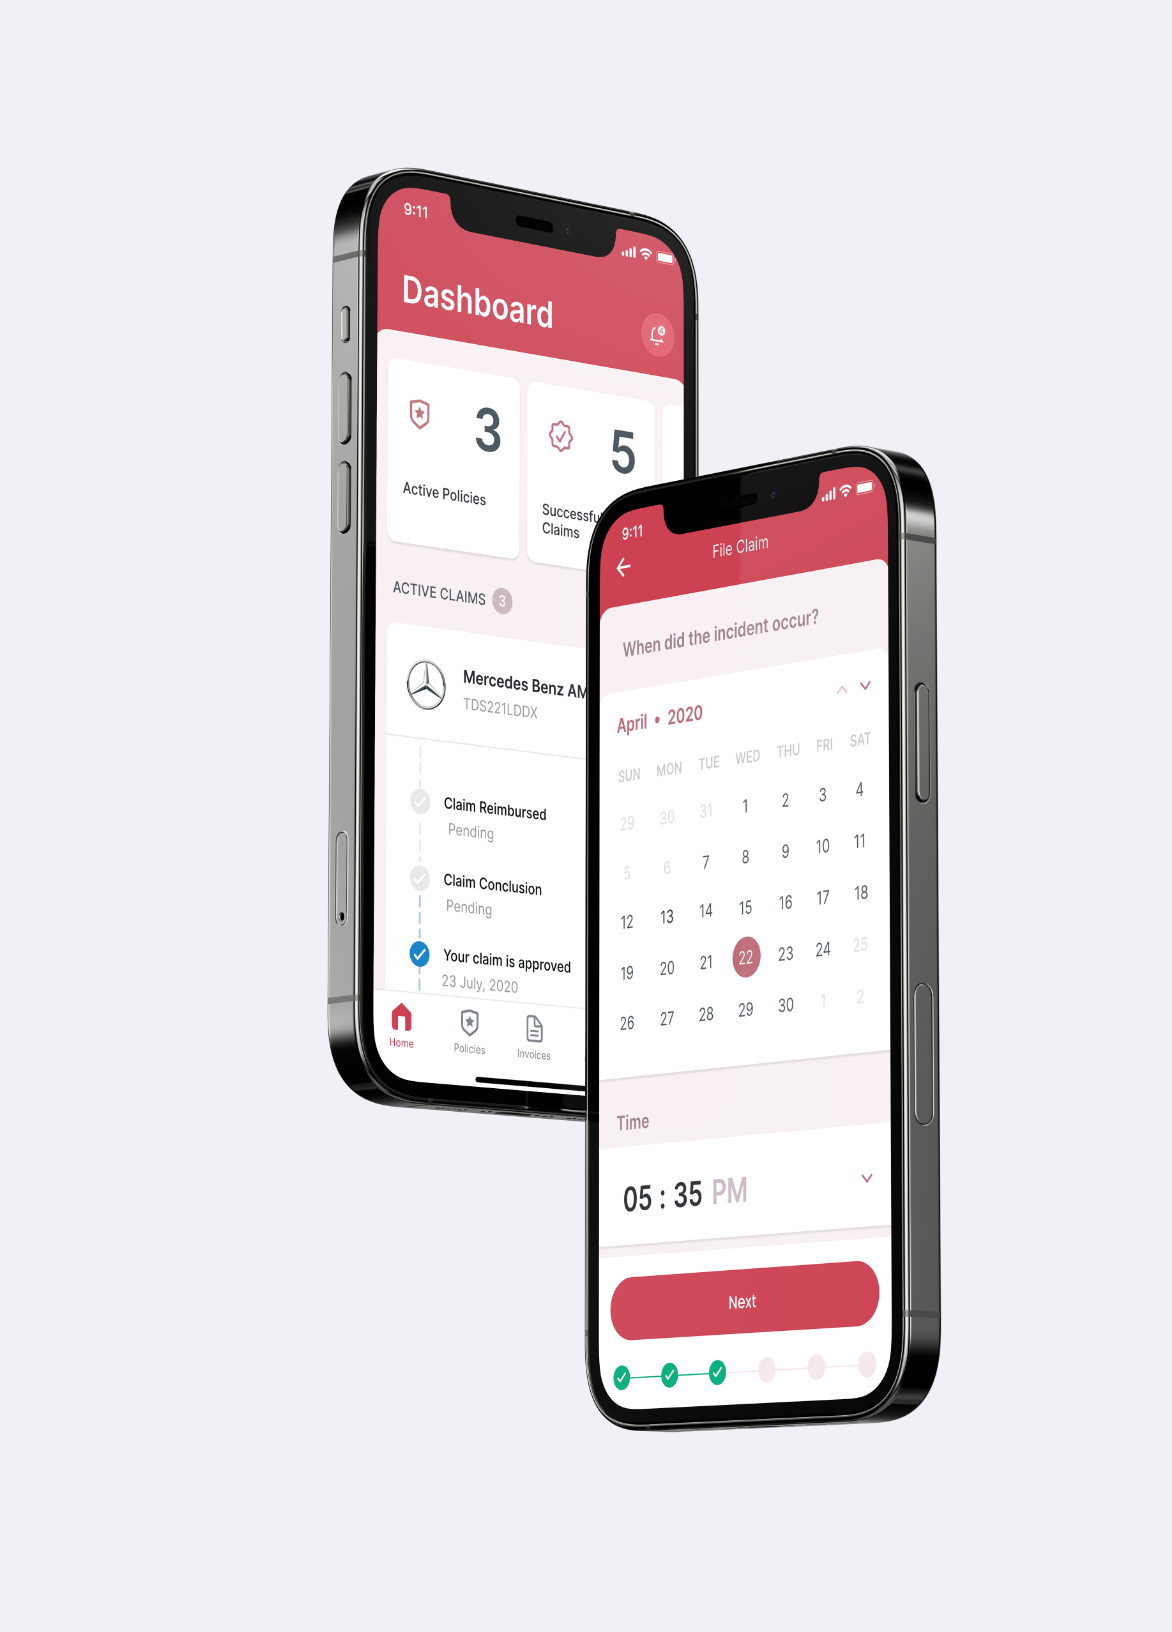 9:11
Dashboard
3
Active Policies
5
Successful
Claims
ACTIVE CLAIMS 3
Mercedes Benz AM
TDS221LDDX
Claim Reimbursed
Pending
Claim Conclusion
Pending
Your claim is approved
23 July, 2020
Home
Policies
Invoices
9:11
File Claim
When did the incident occur?
April • 2020
SUN MON TUE WED THU FRI SAT
29 30 31 1 2 3 4
5 6 7 8 9 10 11
12 13 14 15 16 17 18
19 20 21 22 23 24 25
26 27 28 29 30 1 2
Time
05 : 35 PM
Next